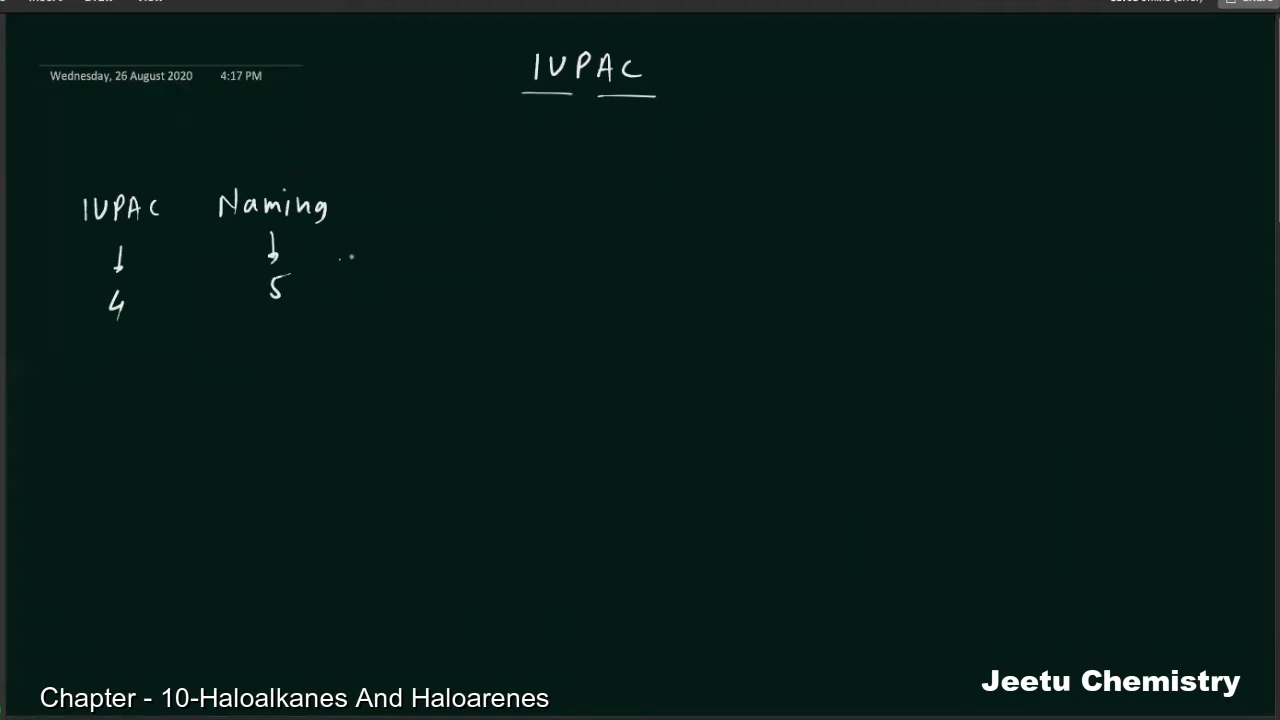 Wednesday, 26 August 2020 4:17 PM
IUPAC
IUPAC Naming
4 5
Jeetu Chemistry
Chapter - 10-Haloalkanes And Haloarenes